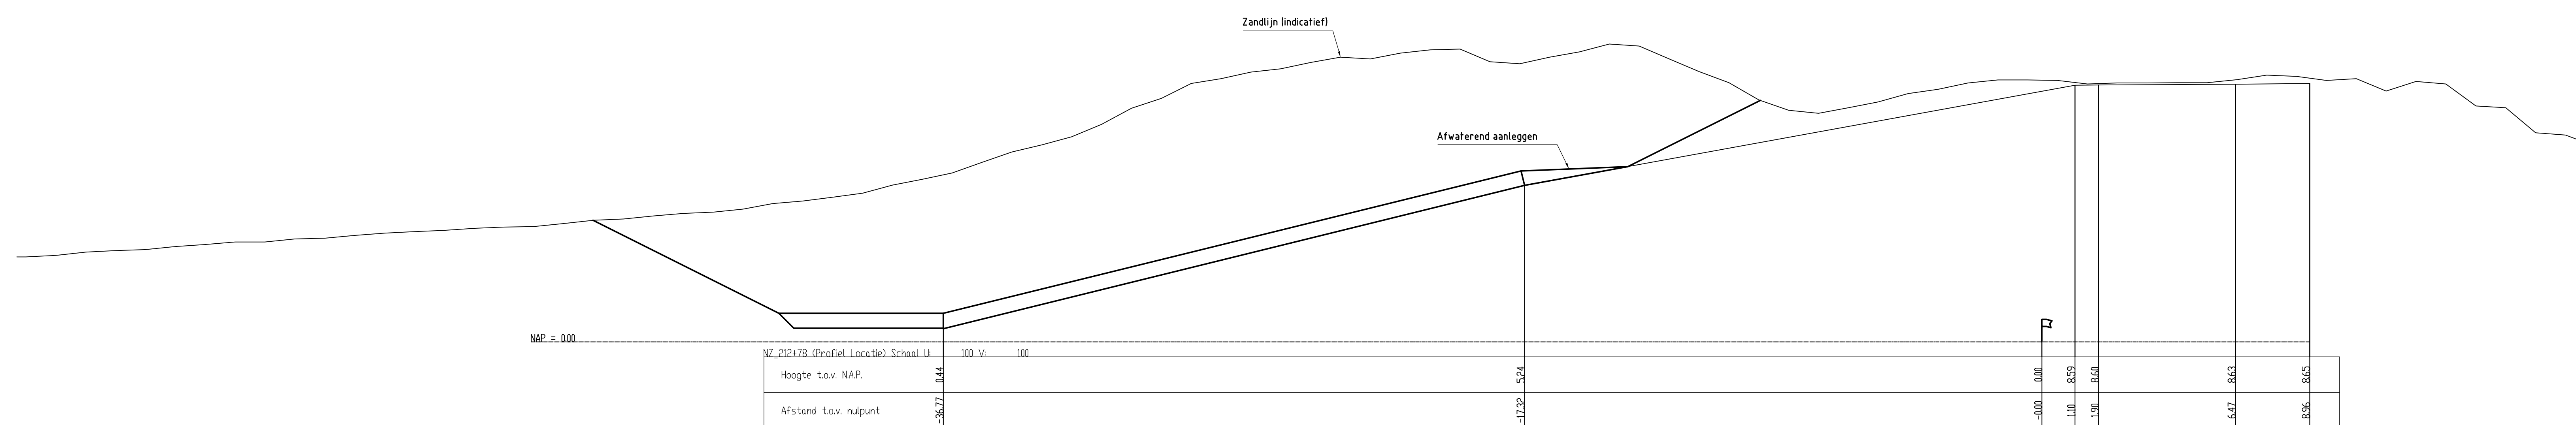 Zandlijn (indicatief)
Afwaterend aanleggen
NAP = 0.00
NZ_212+78 (Profiel Locatie) Schaal U: 100 V: 100
Hoogte t.o.v. N.A.P. 0.44 5.24 0.00 8.59 8.60 8.63 8.65
Afstand t.o.v. nulpunt -36.77 -17.32 -0.00 1.10 1.90 6.47 8.96